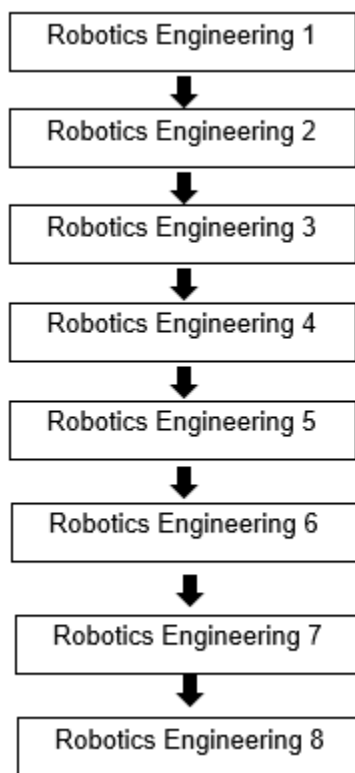 Robotics Engineering 1
Robotics Engineering 2
Robotics Engineering 3
Robotics Engineering 4
Robotics Engineering 5
Robotics Engineering 6
Robotics Engineering 7
Robotics Engineering 8